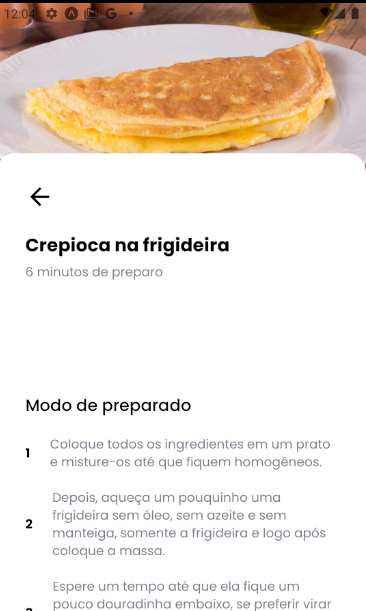 12:04
Crepioca na frigideira
6 minutos de preparo
Modo de preparado
1
Coloque todos os ingredientes em um prato
e misture-os até que fiquem homogêneos.
2
Depois, aqueça um pouquinho uma
frigideira sem óleo, sem azeite e sem
manteiga, somente a frigideira e logo após
coloque a massa.
Espere um tempo até que ela fique um
pouco douradinha embaixo, se preferir virar